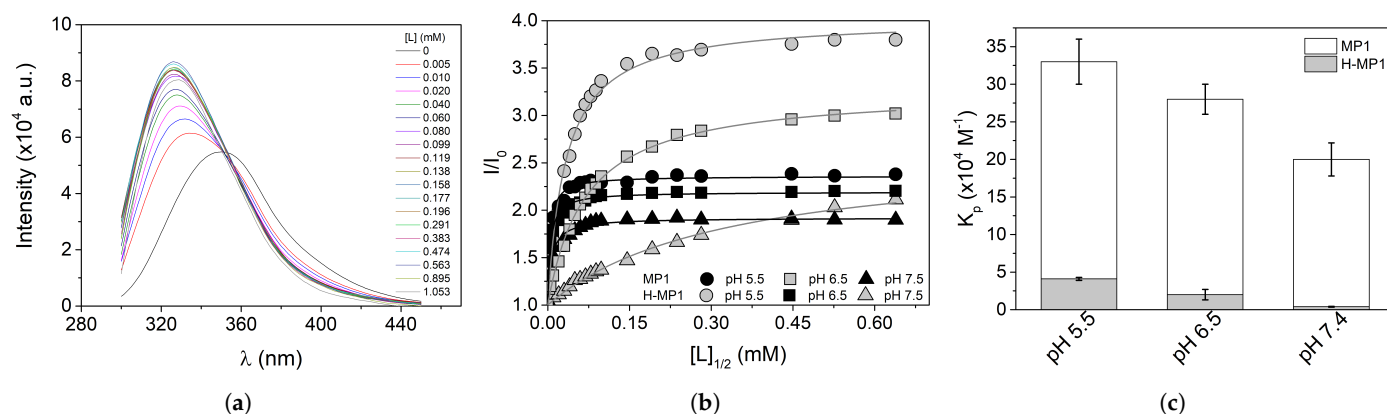 (a)
10
8
6
4
2
0
Intensity (x10⁴ a.u.)
280 320 360 400 440
λ (nm)
[L] (mM)
0
0.005
0.010
0.020
0.040
0.060
0.080
0.099
0.119
0.138
0.158
0.177
0.196
0.291
0.383
0.474
0.563
0.895
1.053
(a)
(b)
4.0
3.5
3.0
2.5
2.0
1.5
1.0
I/I₀
MP1 pH 5.5 pH 6.5 pH 7.5
H-MP1 pH 5.5 pH 6.5 pH 7.5
0.00 0.15 0.30 0.45 0.60
[L]₁/₂ (mM)
(b)
(c)
35
30
25
20
15
10
5
0
Kₚ (x10⁴ M⁻¹)
MP1
H-MP1
pH 5.5 pH 6.5 pH 7.4
(c)